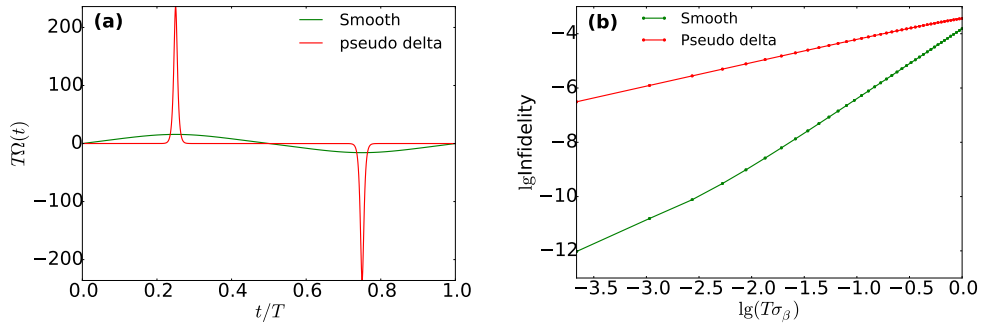 (a)
Smooth
pseudo delta
200
100
0
−100
−200
TΩ(t)
0.0 0.2 0.4 0.6 0.8 1.0
t/T
(b)
Smooth
Pseudo delta
−4
−6
−8
−10
−12
lgInfidelity
−3.5 −3.0 −2.5 −2.0 −1.5 −1.0 −0.5 0.0
lg(Tσ_β)